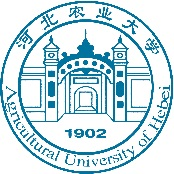 河北农业大学
1902
Agricultural University of Hebei